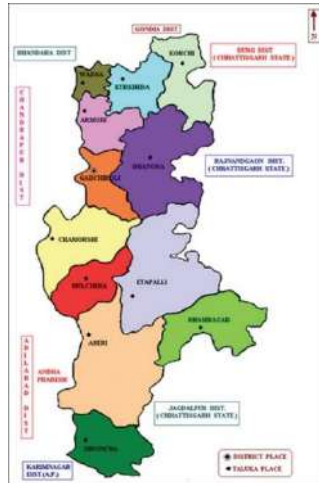 GONDIA DIST
N
BHANDARA DIST
KORCHI
DURG DIST
(CHHATTISGARH STATE)
WADSA
KURKHEDA
CHANDRAPUR DIST
ARMORI
DHANORA
RAJNANDGAON DIST.
(CHHATTISGARH STATE)
GADCHIROLI
CHAMORSHI
MULCHERA
ETAPALLI
BHAMRAGAD
ADILABAD DIST
AHERI
ANDHA
PRADESH
JAGDALPUR DIST.
(CHHATTISGARH STATE)
SIRONCHA
KARIMNAGAR
DIST(A.P.)
DISTRICT PLACE
TALUKA PLACE